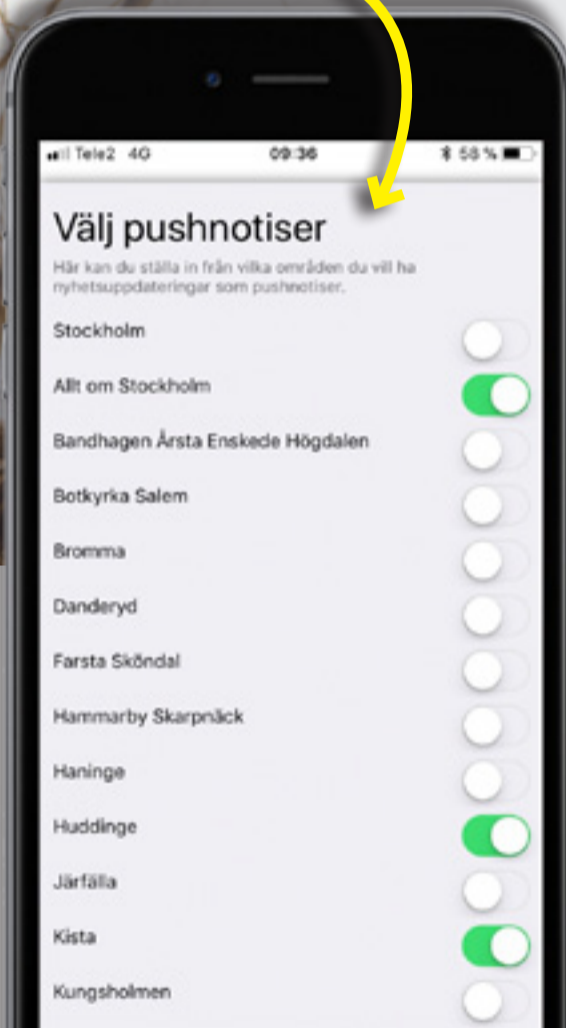 Tele2 4G 09:36 58 %
Välj pushnotiser
Här kan du ställa in från vilka områden du vill ha
nyhetsuppdateringar som pushnotiser.
Stockholm
Allt om Stockholm
Bandhagen Årsta Enskede Högdalen
Botkyrka Salem
Bromma
Danderyd
Farsta Sköndal
Hammarby Skarpnäck
Haninge
Huddinge
Järfälla
Kista
Kungsholmen